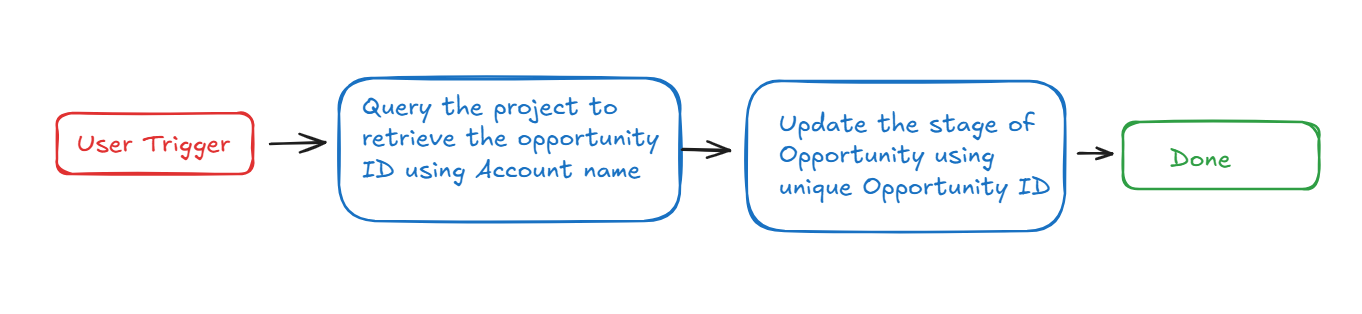 User Trigger
Query the project to
retrieve the opportunity
ID using Account name
Update the stage of
Opportunity using
unique Opportunity ID
Done